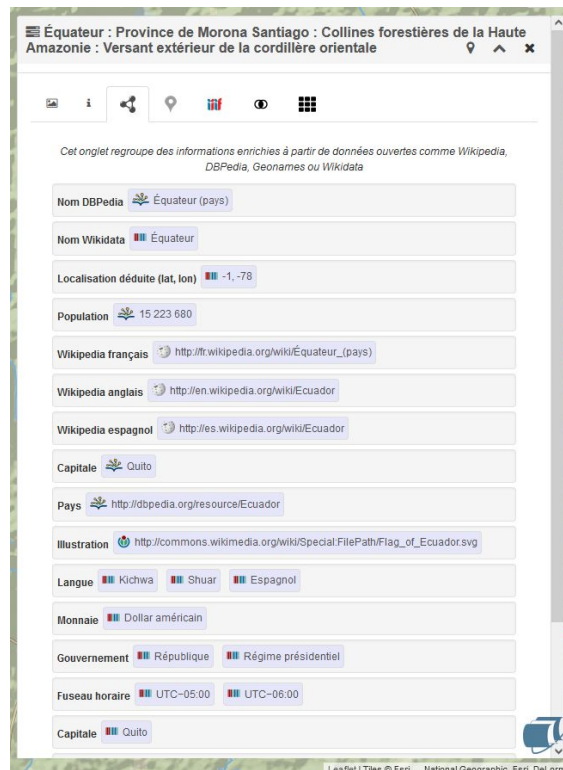 Équateur : Province de Morona Santiago : Collines forestières de la Haute
Amazonie : Versant extérieur de la cordillère orientale
iiif
Cet onglet regroupe des informations enrichies à partir de données ouvertes comme Wikipedia,
DBPedia, Geonames ou Wikidata
Nom DBPedia Équateur (pays)
Nom Wikidata Équateur
Localisation déduite (lat, lon) -1, -78
Population 15 223 680
Wikipedia français http://fr.wikipedia.org/wiki/Équateur_(pays)
Wikipedia anglais http://en.wikipedia.org/wiki/Ecuador
Wikipedia espagnol http://es.wikipedia.org/wiki/Ecuador
Capitale Quito
Pays http://dbpedia.org/resource/Ecuador
Illustration http://commons.wikimedia.org/wiki/Special:FilePath/Flag_of_Ecuador.svg
Langue Kichwa Shuar Espagnol
Monnaie Dollar américain
Gouvernement République Régime présidentiel
Fuseau horaire UTC−05:00 UTC−06:00
Capitale Quito
Leaflet | Tiles © Esri — National Geographic, Esri, DeLorm